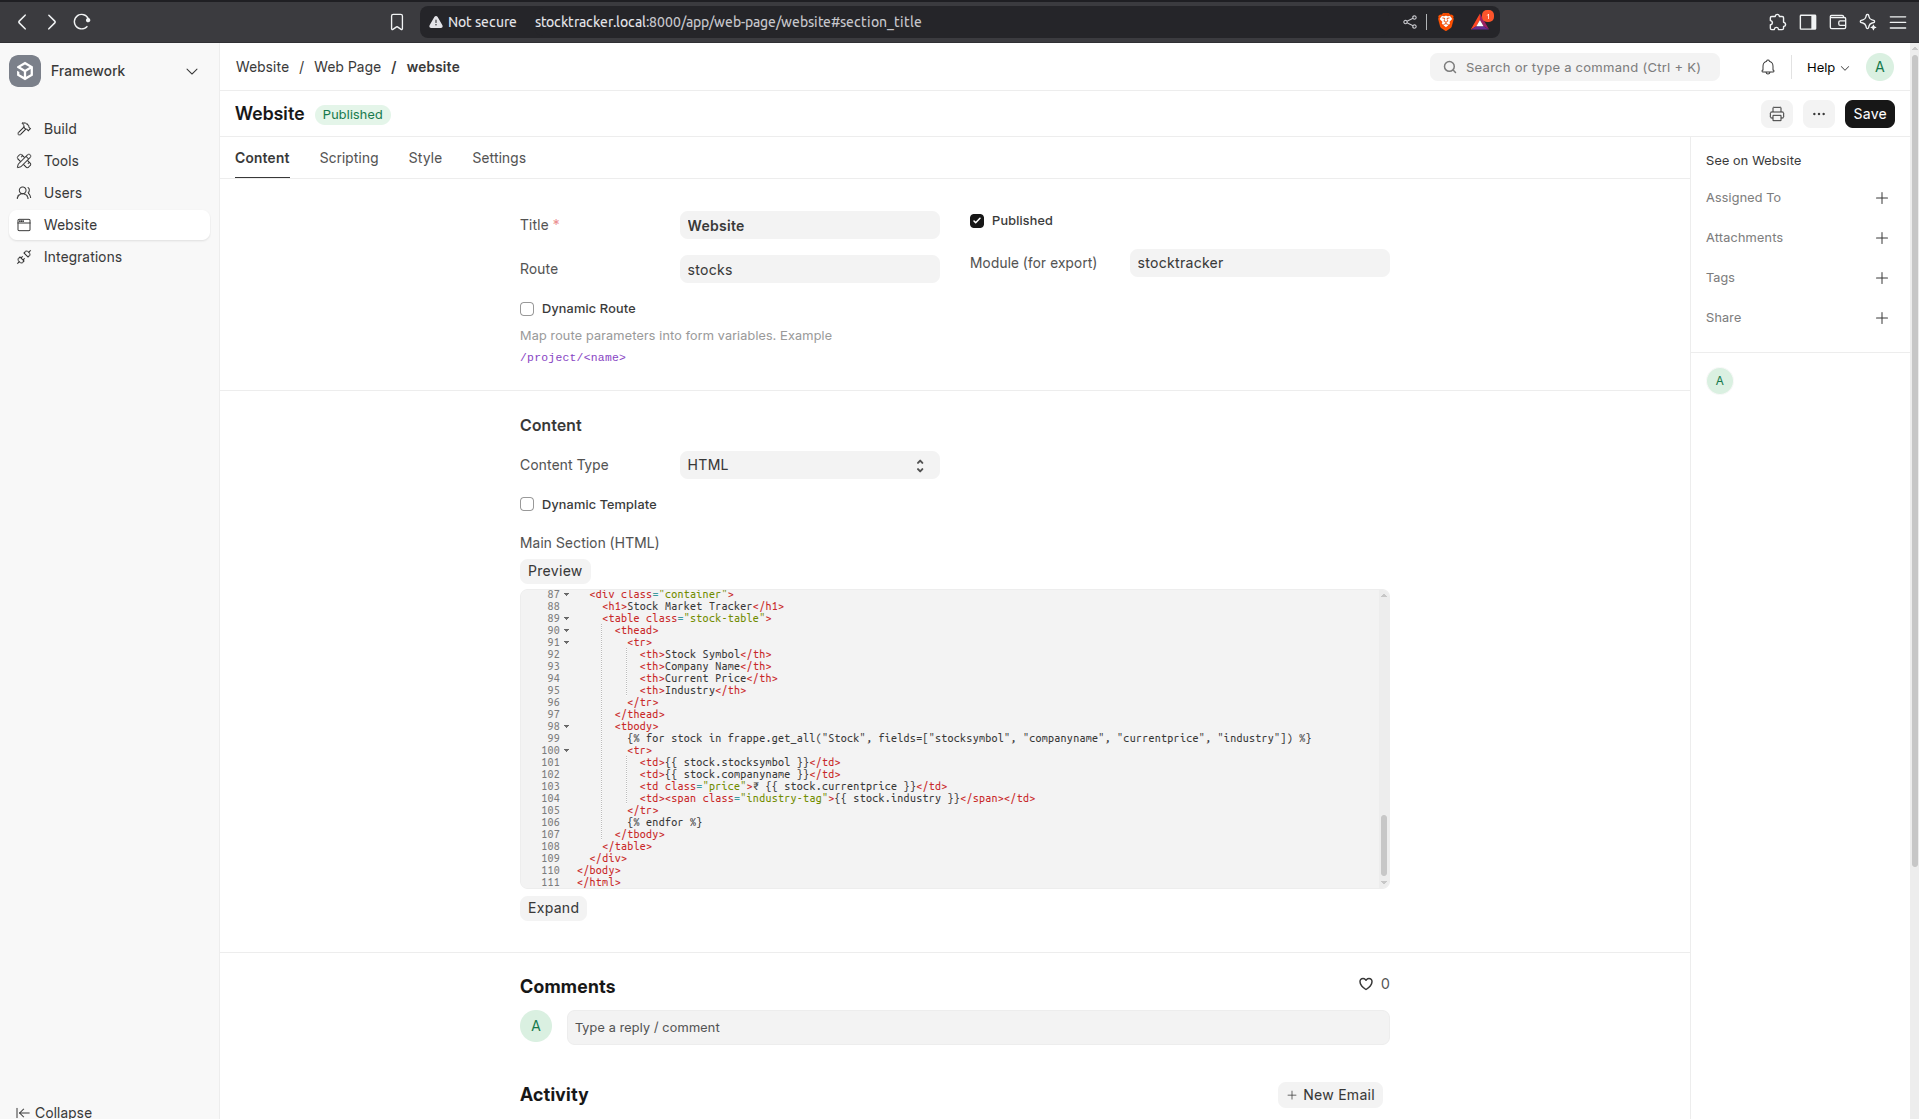 Not secure stocktracker.local:8000/app/web-page/website#section_title
1
Framework
Website / Web Page / website
Search or type a command (Ctrl + K)
Help
A
Website
Published
...
Save
Build
Tools
Users
Website
Integrations
Content
Scripting
Style
Settings
See on Website
Assigned To
Attachments
Tags
Share
A
Title *
Website
Published
Route
stocks
Module (for export)
stocktracker
Dynamic Route
Map route parameters into form variables. Example
/project/<name>
Content
Content Type
HTML
Dynamic Template
Main Section (HTML)
Preview
87 <div class="container">
88 <h1>Stock Market Tracker</h1>
89 <table class="stock-table">
90 <thead>
91 <tr>
92 <th>Stock Symbol</th>
93 <th>Company Name</th>
94 <th>Current Price</th>
95 <th>Industry</th>
96 </tr>
97 </thead>
98 <tbody>
99 {% for stock in frappe.get_all("Stock", fields=["stocksymbol", "companyname", "currentprice", "industry"]) %}
100 <tr>
101 <td>{{ stock.stocksymbol }}</td>
102 <td>{{ stock.companyname }}</td>
103 <td class="price">₹ {{ stock.currentprice }}</td>
104 <td><span class="industry-tag">{{ stock.industry }}</span></td>
105 </tr>
106 {% endfor %}
107 </tbody>
108 </table>
109 </div>
110 </body>
111 </html>
Expand
Comments
0
A
Type a reply / comment
Activity
+ New Email
Collapse